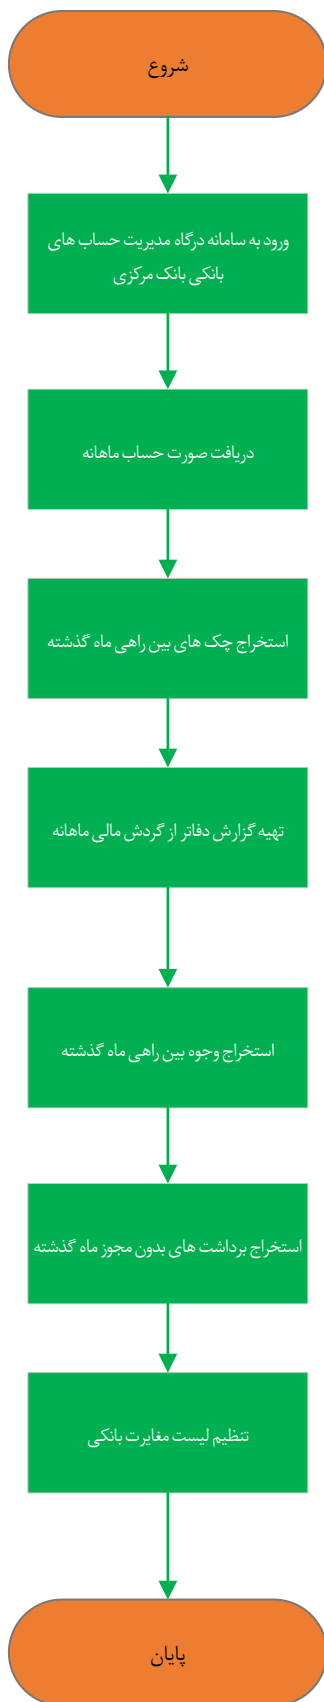 شروع
ورود به سامانه درگاه مدیریت حساب های
بانکی بانک مرکزی
دریافت صورت حساب ماهانه
استخراج چک های بین راهی ماه گذشته
تهیه گزارش دفاتر از گردش مالی ماهانه
استخراج وجوه بین راهی ماه گذشته
استخراج برداشت های بدون مجوز ماه گذشته
تنظیم لیست مغایرت بانکی
پایان